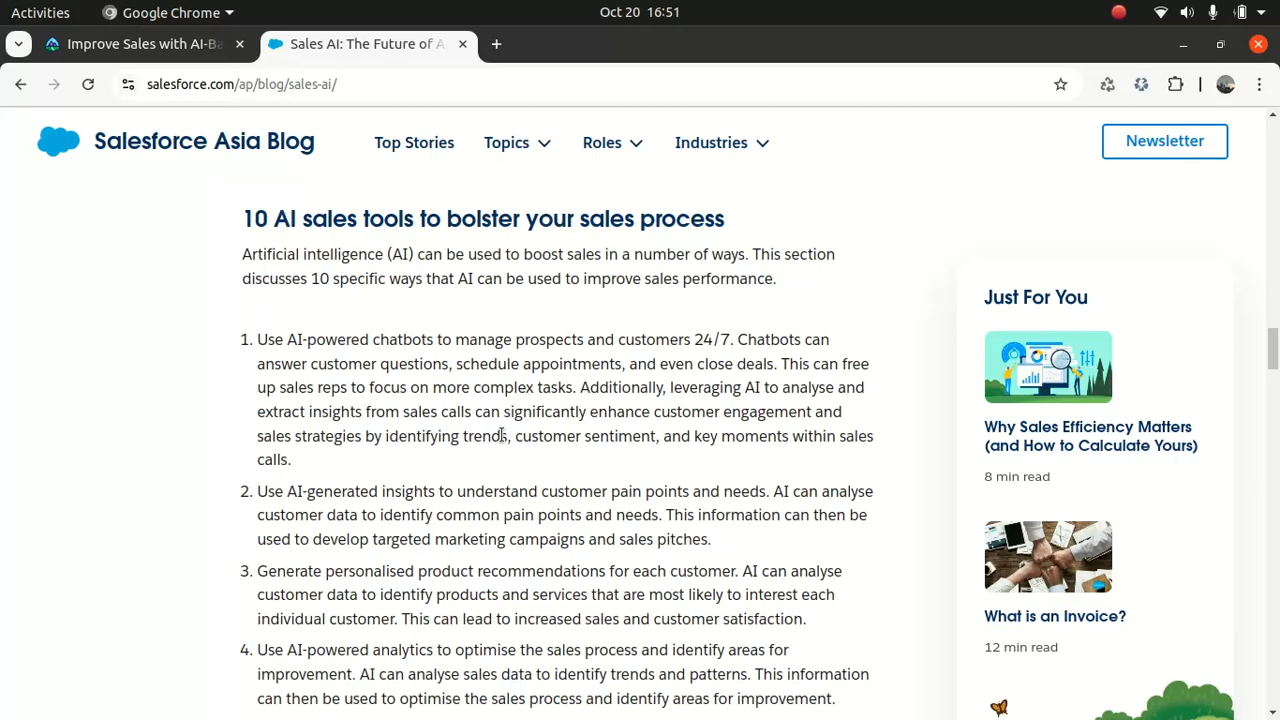 Activities
Google Chrome
Oct 20 16:51
Improve Sales with AI-Ba
Sales AI: The Future of A
salesforce.com/ap/blog/sales-ai/
Salesforce Asia Blog
Top Stories
Topics
Roles
Industries
Newsletter
10 AI sales tools to bolster your sales process
Artificial intelligence (AI) can be used to boost sales in a number of ways. This section
discusses 10 specific ways that AI can be used to improve sales performance.
1. Use AI-powered chatbots to manage prospects and customers 24/7. Chatbots can
answer customer questions, schedule appointments, and even close deals. This can free
up sales reps to focus on more complex tasks. Additionally, leveraging AI to analyse and
extract insights from sales calls can significantly enhance customer engagement and
sales strategies by identifying trends, customer sentiment, and key moments within sales
calls.
2. Use AI-generated insights to understand customer pain points and needs. AI can analyse
customer data to identify common pain points and needs. This information can then be
used to develop targeted marketing campaigns and sales pitches.
3. Generate personalised product recommendations for each customer. AI can analyse
customer data to identify products and services that are most likely to interest each
individual customer. This can lead to increased sales and customer satisfaction.
4. Use AI-powered analytics to optimise the sales process and identify areas for
improvement. AI can analyse sales data to identify trends and patterns. This information
can then be used to optimise the sales process and identify areas for improvement.
Just For You
Why Sales Efficiency Matters
(and How to Calculate Yours)
8 min read
What is an Invoice?
12 min read